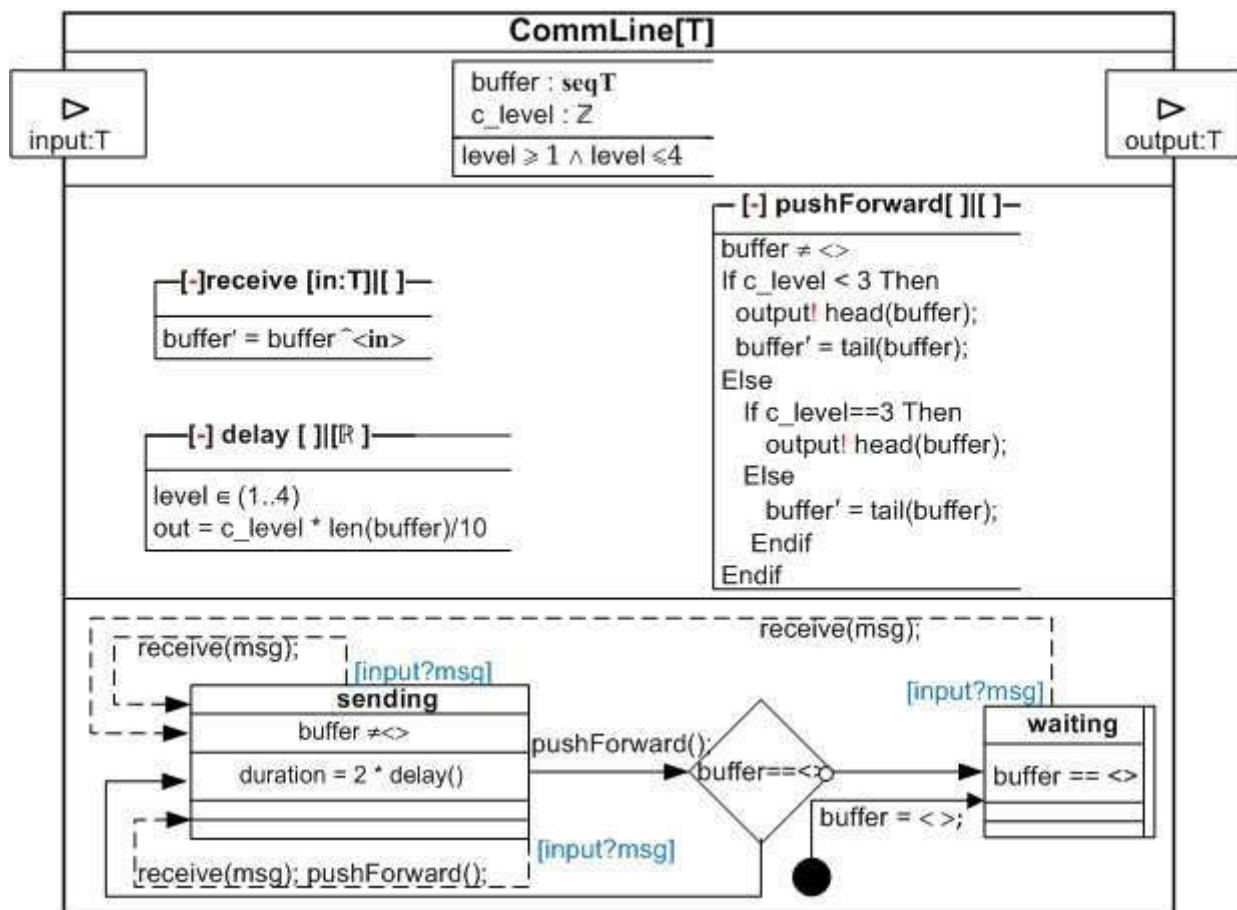 CommLine[T]
▷
input:T
buffer : seqT
c_level : ℤ
level ⩾ 1 ∧ level ⩽4
▷
output:T
[-]receive [in:T]|[ ]
buffer′ = buffer ⌢<in>
[-] delay [ ]|[ℝ ]
level ∈ (1..4)
out = c_level * len(buffer)/10
[-] pushForward[ ]|[ ]
buffer ≠ <>
If c_level < 3 Then
output! head(buffer);
buffer′ = tail(buffer);
Else
If c_level==3 Then
output! head(buffer);
Else
buffer′ = tail(buffer);
Endif
Endif
receive(msg);
receive(msg);
[input?msg]
[input?msg]
sending
buffer ≠<>
duration = 2 * delay()
pushForward();
buffer==<>
waiting
buffer == <>
buffer = < >;
[input?msg]
receive(msg); pushForward();